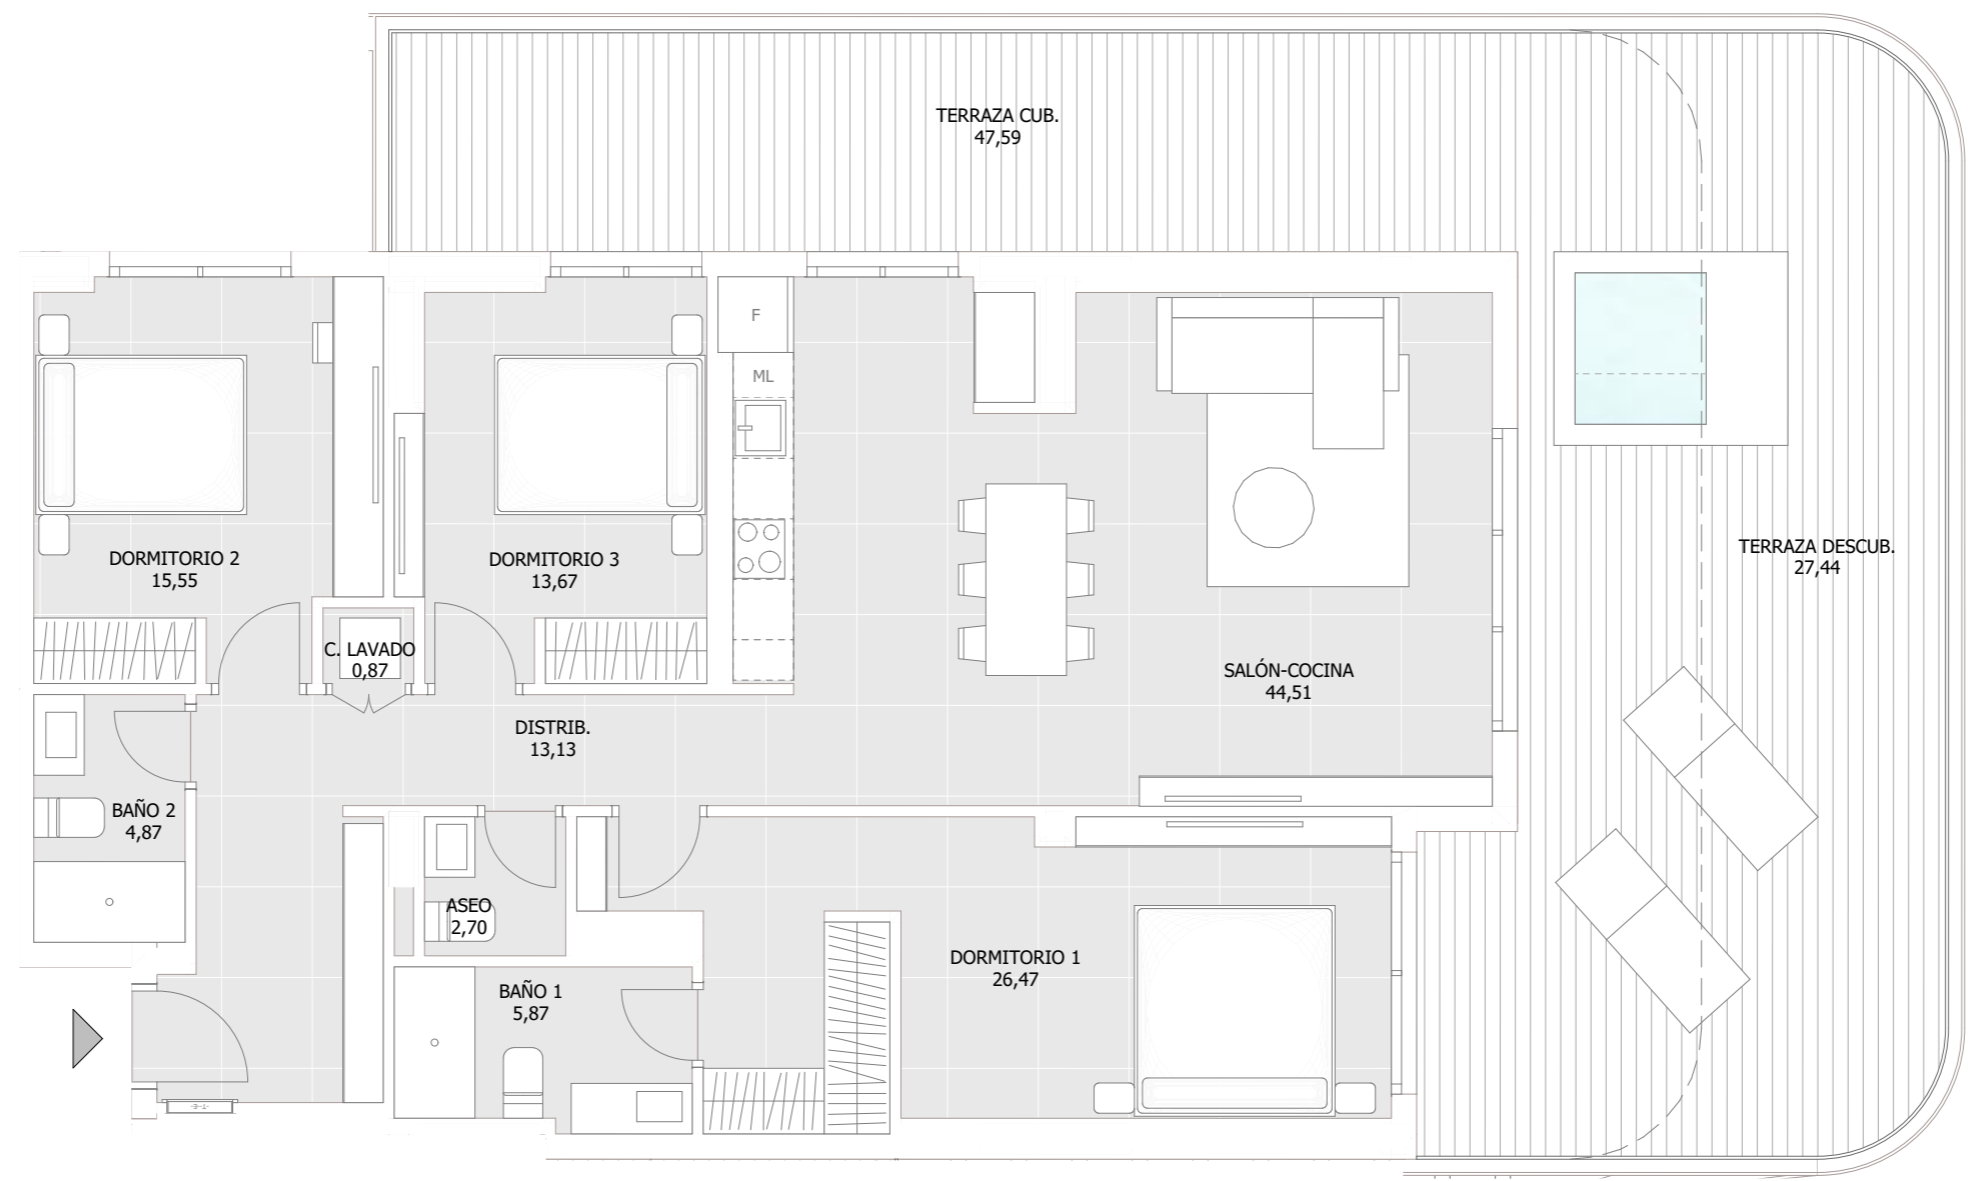 TERRAZA CUB.
47,59
F
ML
TERRAZA DESCUB.
27,44
DORMITORIO 2
15,55
DORMITORIO 3
13,67
C. LAVADO
0,87
SALÓN-COCINA
44,51
DISTRIB.
13,13
BAÑO 2
4,87
ASEO
2,70
DORMITORIO 1
26,47
BAÑO 1
5,87